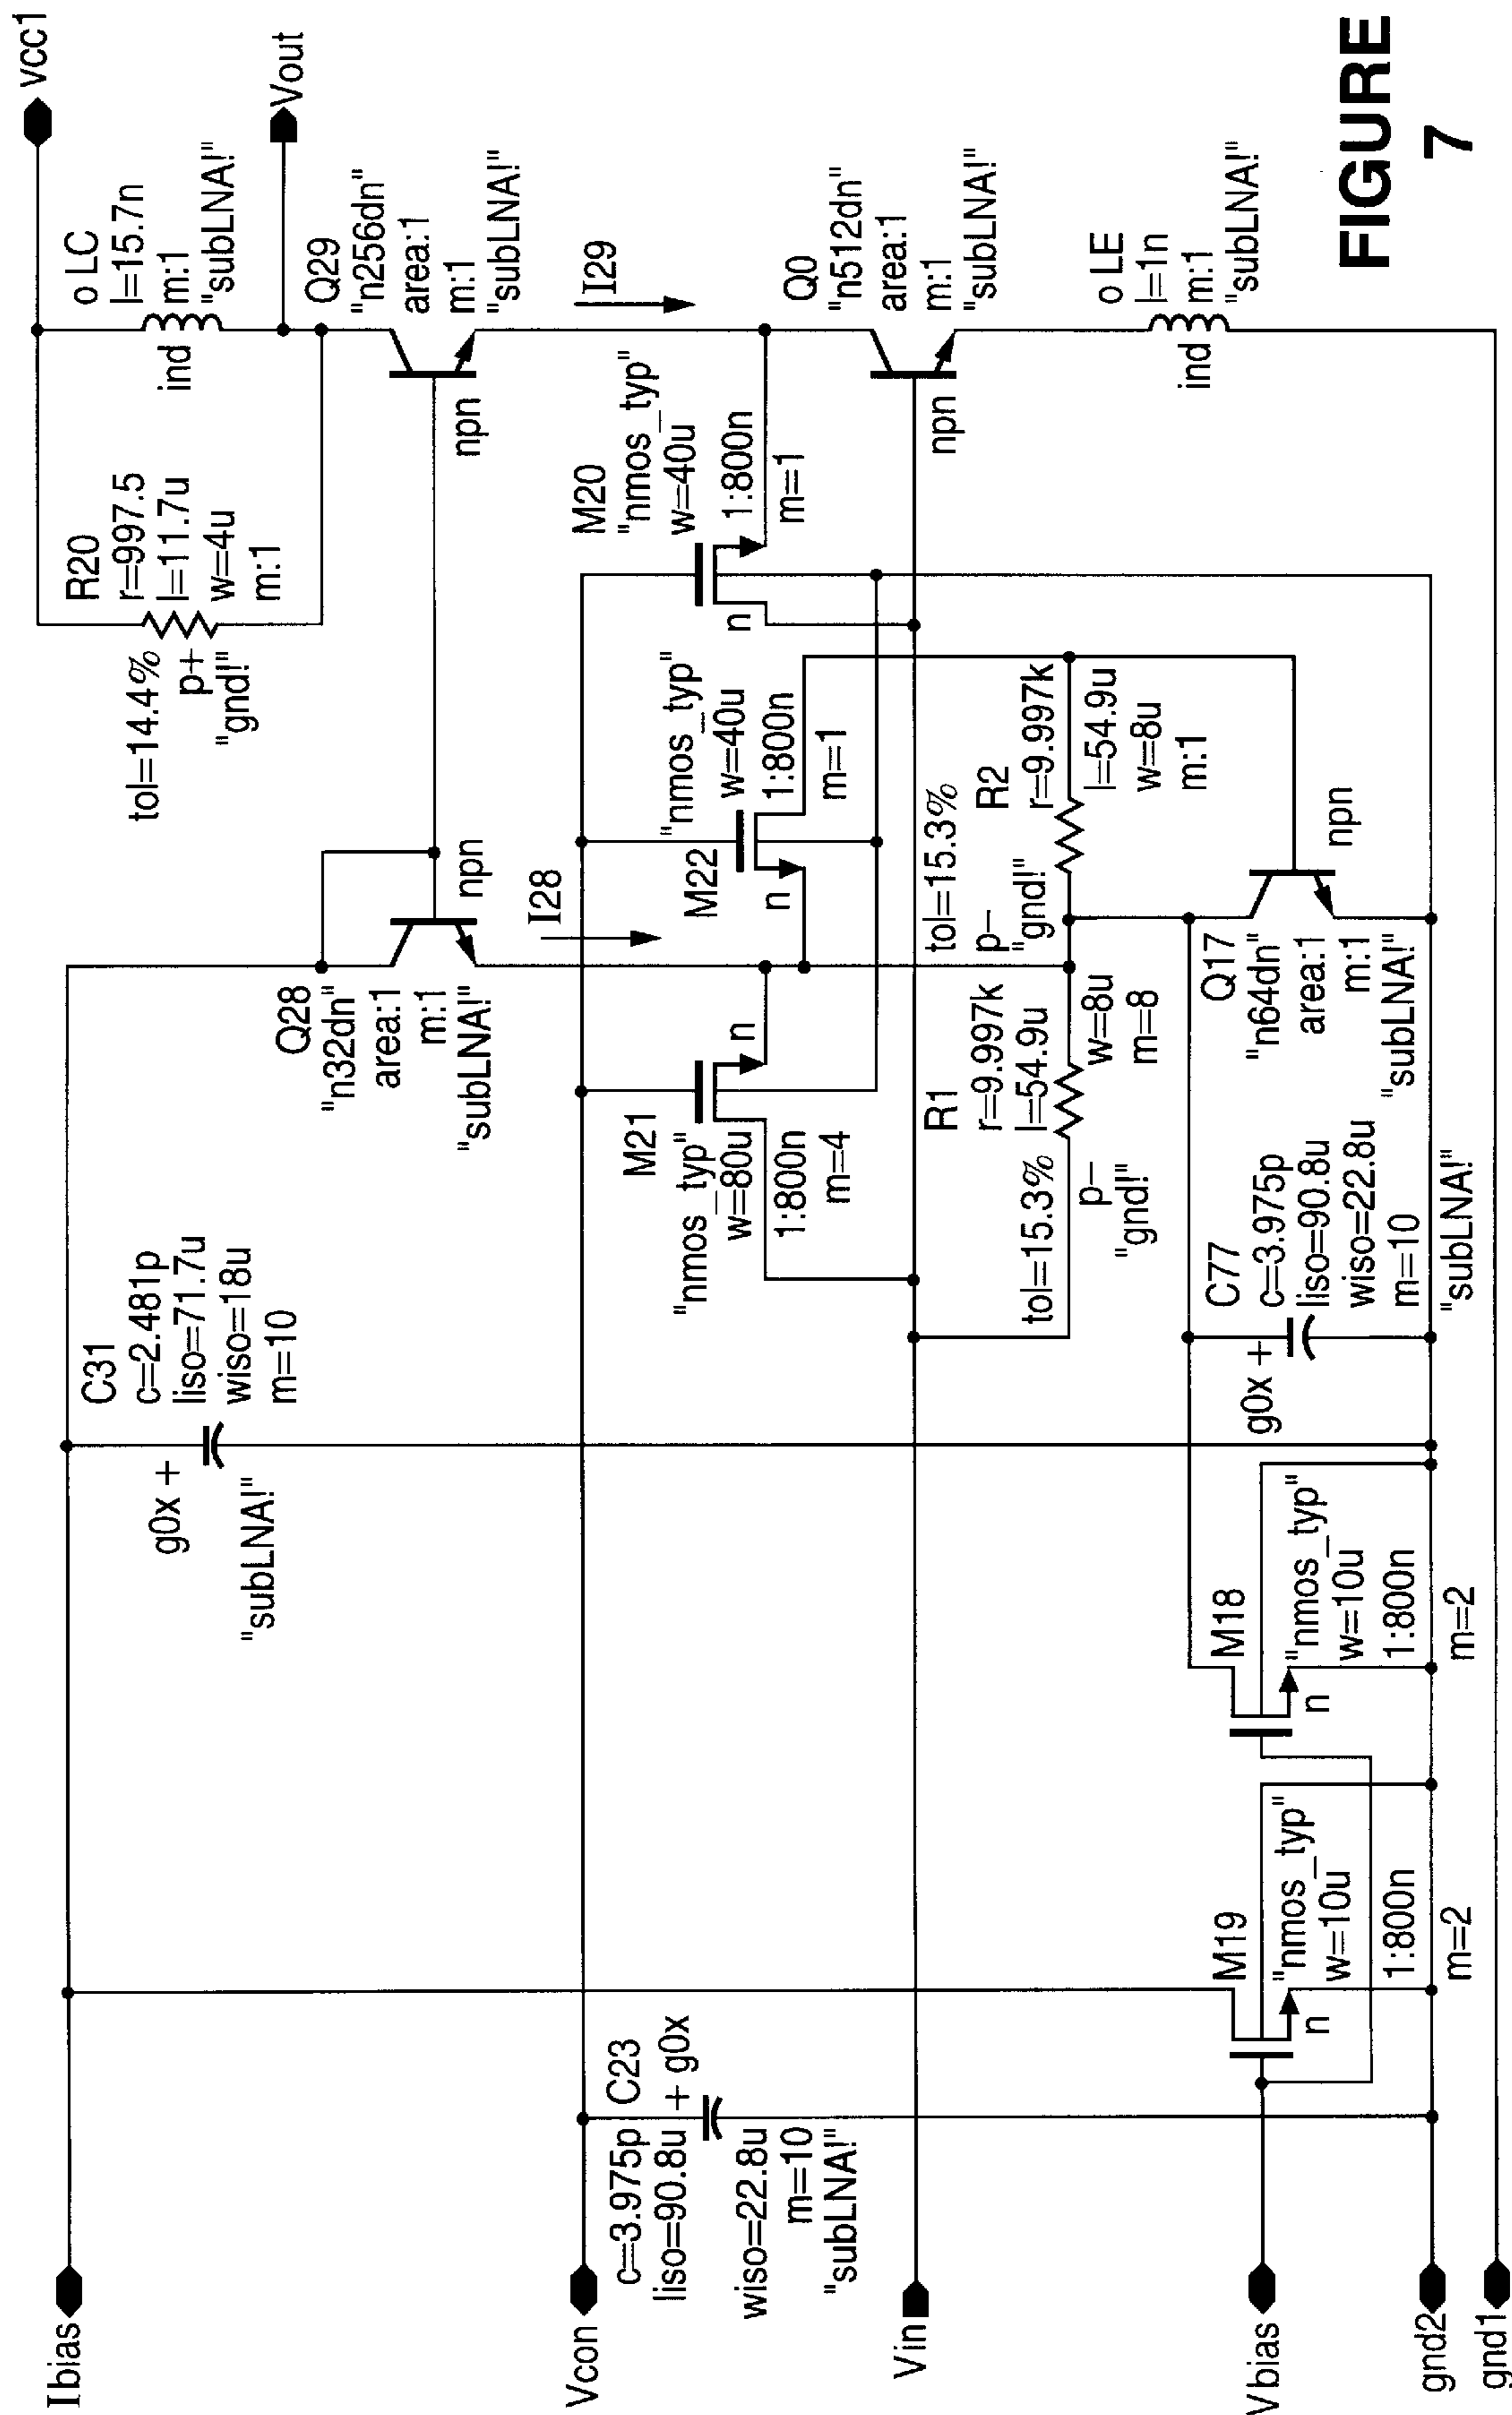 vcc1
Vout
o LC
l=15.7n
m:1
"subLNA!"
ind
R20
r=997.5
l=11.7u
w=4u
m:1
tol=14.4%
p+
"gnd!"
Q29
"n256dn"
area:1
m:1
"subLNA!"
npn
I29
Q28
"n32dn"
area:1
m:1
"subLNA!"
npn
I28
C31
c=2.481p
liso=71.7u
wiso=18u
m=10
g0x +
"subLNA!"
M20
"nmos_typ"
w=40u
1:800n
m=1
n
M22
"nmos_typ"
w=40u
1:800n
m=1
n
M21
"nmos_typ"
w=80u
1:800n
m=4
n
Q0
"n512dn"
area:1
m:1
"subLNA!"
npn
o LE
l=1n
m:1
"subLNA!"
ind
tol=15.3%
R2
r=9.997k
l=54.9u
w=8u
m:1
p–
"gnd!"
R1
r=9.997k
l=54.9u
w=8u
m=8
tol=15.3%
p–
"gnd!"
Q17
"n64dn"
area:1
m:1
"subLNA!"
npn
C77
c=3.975p
liso=90.8u
wiso=22.8u
m=10
"subLNA!"
g0x +
M18
"nmos_typ"
w=10u
1:800n
m=2
n
M19
"nmos_typ"
w=10u
1:800n
m=2
n
C23
+ g0x
c=3.975p
liso=90.8u
wiso=22.8u
m=10
"subLNA!"
Ibias
Vcon
Vin
Vbias
gnd2
gnd1
FIGURE
7